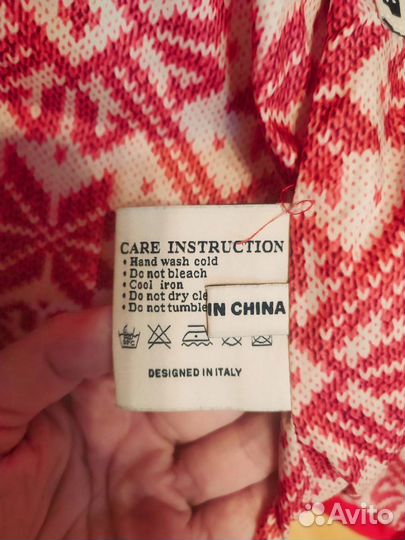 CARE INSTRUCTION
• Hand wash cold
• Do not bleach
• Cool iron
• Do not dry cle
• Do not tumble
IN CHINA
DESIGNED IN ITALY
Avito